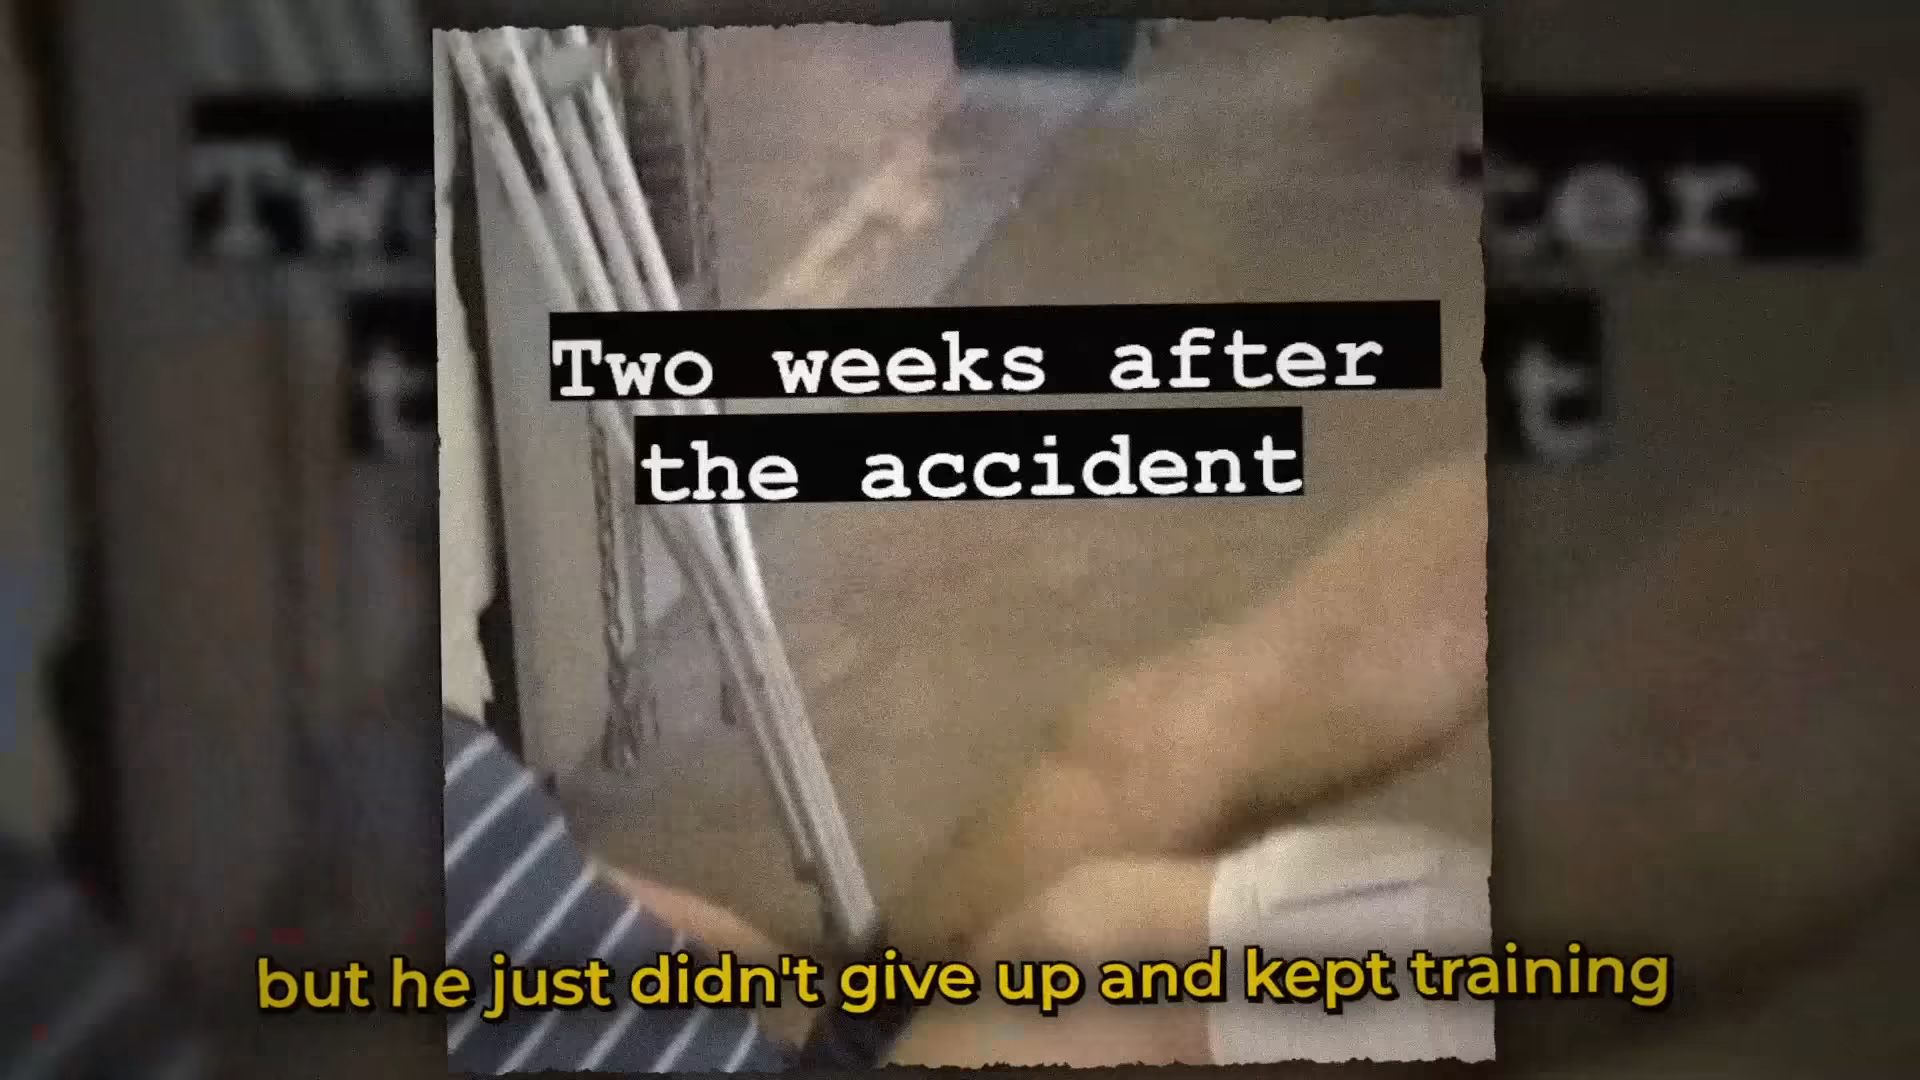 Two weeks after
the accident
but he just didn't give up and kept training